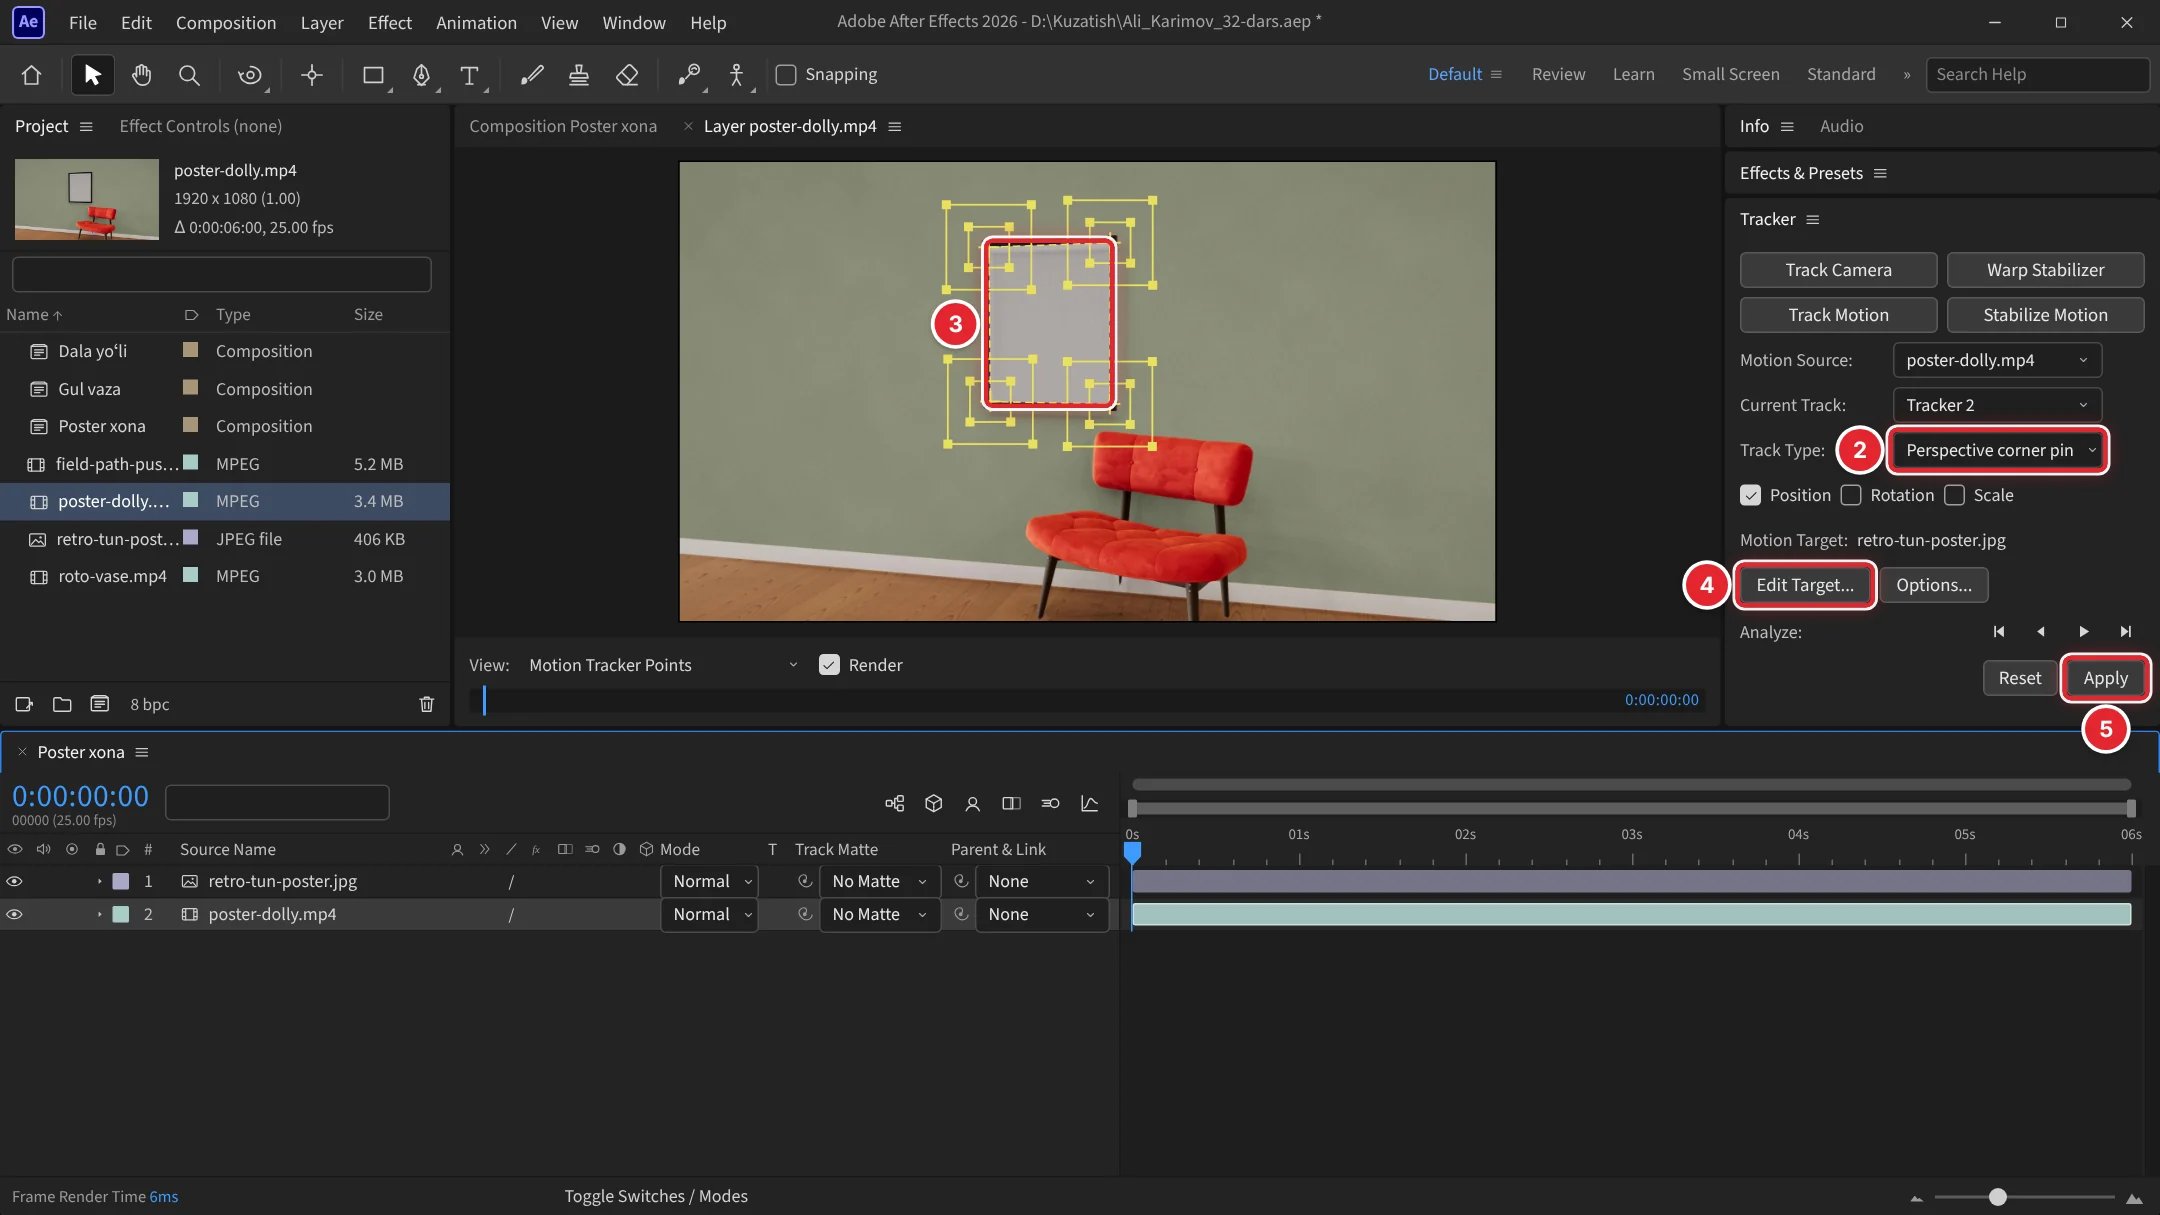 Ae File Edit Composition Layer Effect Animation View Window Help Adobe After Effects 2026 - D:\Kuzatish\Ali_Karimov_32-dars.aep *
Snapping Default Review Learn Small Screen Standard » Search Help
Project Effect Controls (none)
poster-dolly.mp4
1920 x 1080 (1.00)
Δ 0:00:06:00, 25.00 fps
Name Type Size
Dala yoʻli Composition
Gul vaza Composition
Poster xona Composition
field-path-pus... MPEG 5.2 MB
poster-dolly.... MPEG 3.4 MB
retro-tun-post... JPEG file 406 KB
roto-vase.mp4 MPEG 3.0 MB
8 bpc
Composition Poster xona × Layer poster-dolly.mp4
3
View: Motion Tracker Points Render
0:00:00:00
Info Audio
Effects & Presets
Tracker
Track Camera Warp Stabilizer
Track Motion Stabilize Motion
Motion Source: poster-dolly.mp4
Current Track: Tracker 2
Track Type: 2 Perspective corner pin
Position Rotation Scale
Motion Target: retro-tun-poster.jpg
4 Edit Target... Options...
Analyze:
Reset Apply
5
× Poster xona
0:00:00:00
00000 (25.00 fps)
0s 01s 02s 03s 04s 05s 06s
# Source Name fx Mode T Track Matte Parent & Link
1 retro-tun-poster.jpg / Normal No Matte None
2 poster-dolly.mp4 / Normal No Matte None
Frame Render Time 6ms Toggle Switches / Modes